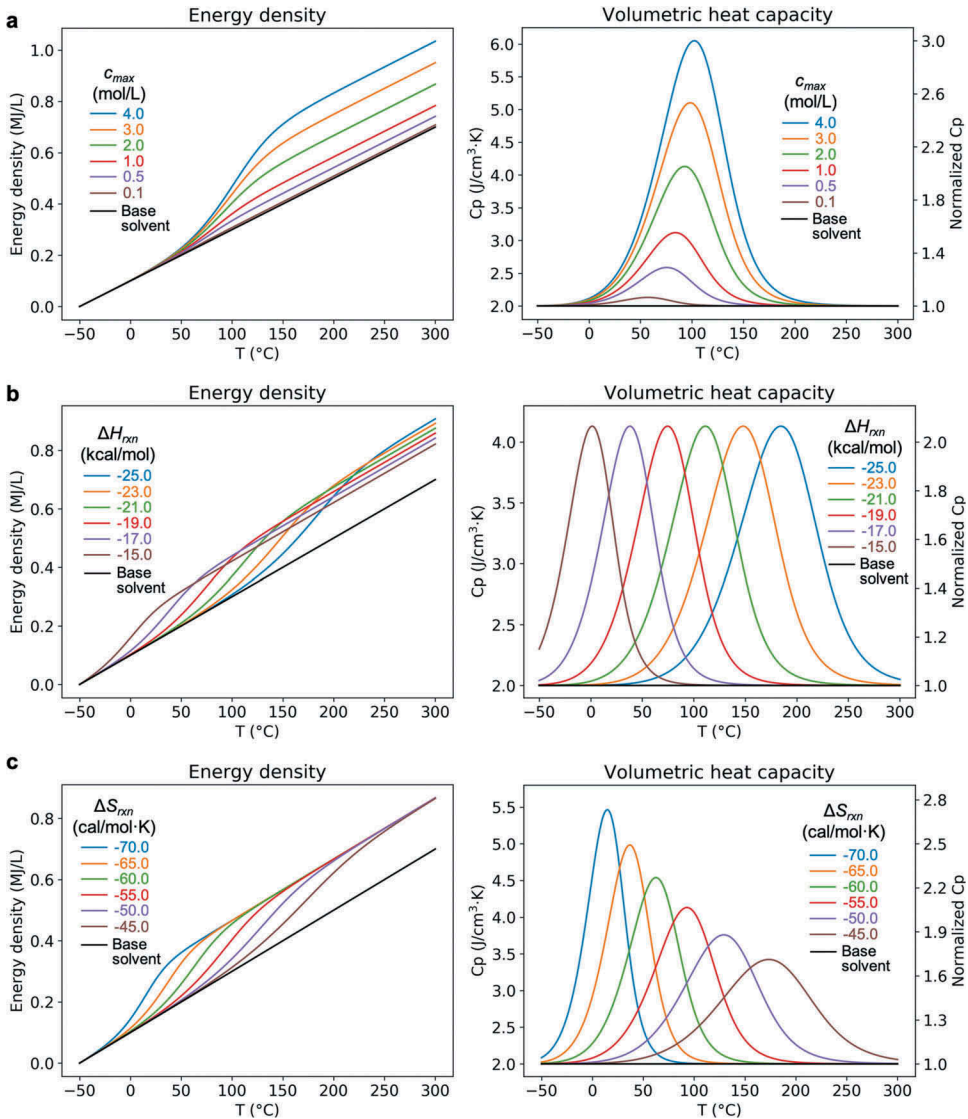 a
Energy density
Energy density (MJ/L)
1.0
0.8
0.6
0.4
0.2
0.0
c_max
(mol/L)
4.0
3.0
2.0
1.0
0.5
0.1
Base
solvent
−50 0 50 100 150 200 250 300
T (°C)
Volumetric heat capacity
Cp (J/cm³·K)
6.0
5.5
5.0
4.5
4.0
3.5
3.0
2.5
2.0
c_max
(mol/L)
4.0
3.0
2.0
1.0
0.5
0.1
Base
solvent
3.0
2.6
2.2
1.8
1.4
1.0
Normalized Cp
−50 0 50 100 150 200 250 300
T (°C)
b
Energy density
Energy density (MJ/L)
0.8
0.6
0.4
0.2
0.0
ΔH_rxn
(kcal/mol)
-25.0
-23.0
-21.0
-19.0
-17.0
-15.0
Base
solvent
−50 0 50 100 150 200 250 300
T (°C)
Volumetric heat capacity
Cp (J/cm³·K)
4.0
3.5
3.0
2.5
2.0
ΔH_rxn
(kcal/mol)
-25.0
-23.0
-21.0
-19.0
-17.0
-15.0
Base
solvent
2.0
1.8
1.6
1.4
1.2
1.0
Normalized Cp
−50 0 50 100 150 200 250 300
T (°C)
c
Energy density
Energy density (MJ/L)
0.8
0.6
0.4
0.2
0.0
ΔS_rxn
(cal/mol·K)
-70.0
-65.0
-60.0
-55.0
-50.0
-45.0
Base
solvent
−50 0 50 100 150 200 250 300
T (°C)
Volumetric heat capacity
Cp (J/cm³·K)
5.5
5.0
4.5
4.0
3.5
3.0
2.5
2.0
ΔS_rxn
(cal/mol·K)
-70.0
-65.0
-60.0
-55.0
-50.0
-45.0
Base
solvent
2.8
2.5
2.2
1.9
1.6
1.3
1.0
Normalized Cp
−50 0 50 100 150 200 250 300
T (°C)